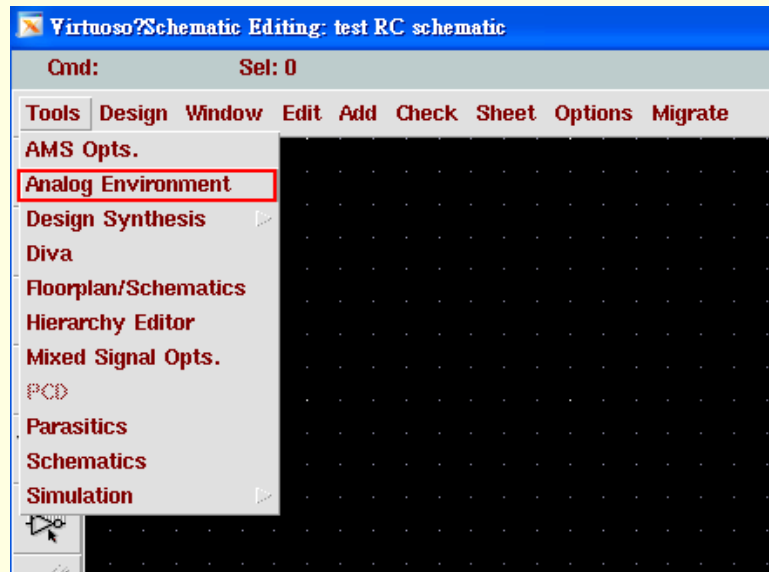 Virtuoso?Schematic Editing: test RC schematic
Cmd: Sel: 0
Tools Design Window Edit Add Check Sheet Options Migrate
AMS Opts.
Analog Environment
Design Synthesis
Diva
Floorplan/Schematics
Hierarchy Editor
Mixed Signal Opts.
PCD
Parasitics
Schematics
Simulation